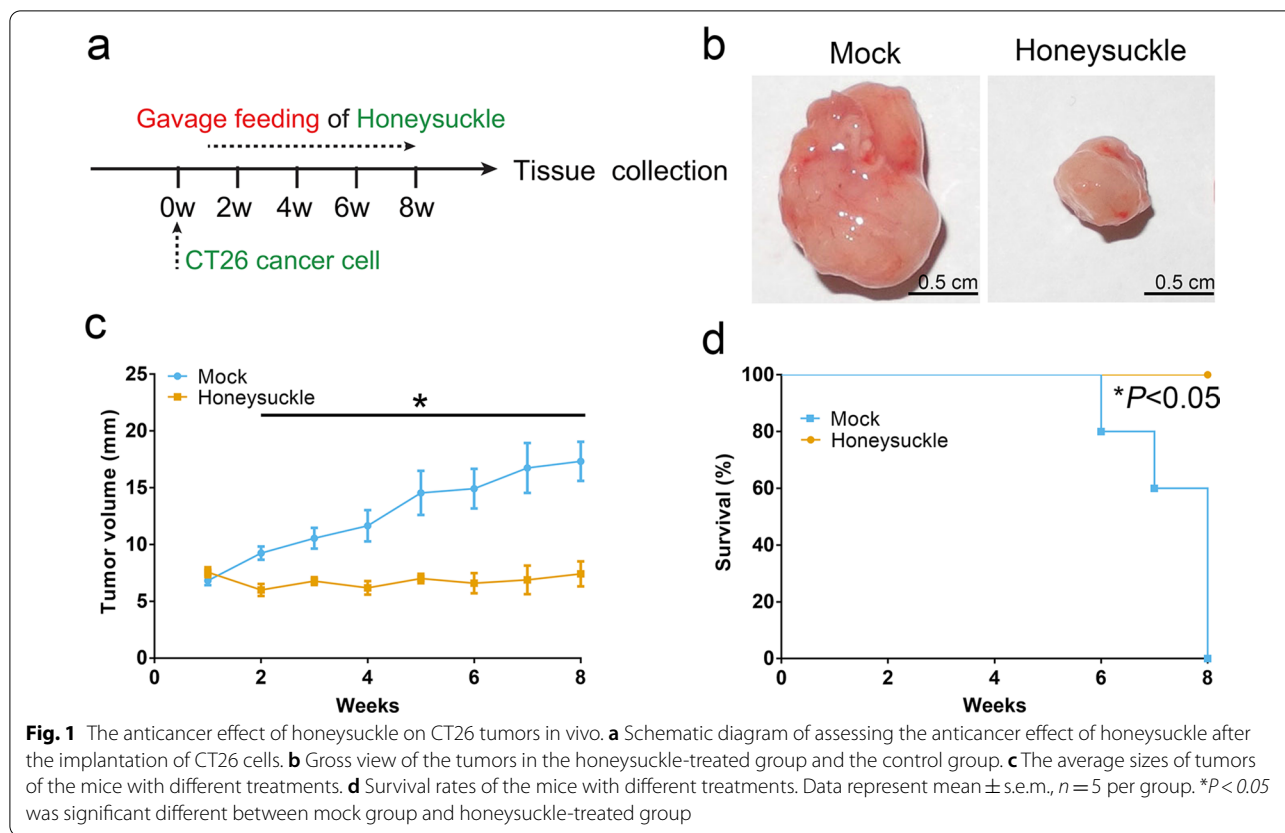 a
Gavage feeding of Honeysuckle
Tissue collection
0w 2w 4w 6w 8w
CT26 cancer cell
b
Mock
Honeysuckle
0.5 cm
0.5 cm
c
Mock
Honeysuckle
*
Tumor volume (mm)
25
20
15
10
5
0
0 2 4 6 8
Weeks
d
*P<0.05
Mock
Honeysuckle
Survival (%)
100
80
60
40
20
0
0 2 4 6 8
Weeks
Fig. 1 The anticancer effect of honeysuckle on CT26 tumors in vivo. a Schematic diagram of assessing the anticancer effect of honeysuckle after
the implantation of CT26 cells. b Gross view of the tumors in the honeysuckle-treated group and the control group. c The average sizes of tumors
of the mice with different treatments. d Survival rates of the mice with different treatments. Data represent mean ± s.e.m., n = 5 per group. *P < 0.05
was significant different between mock group and honeysuckle-treated group